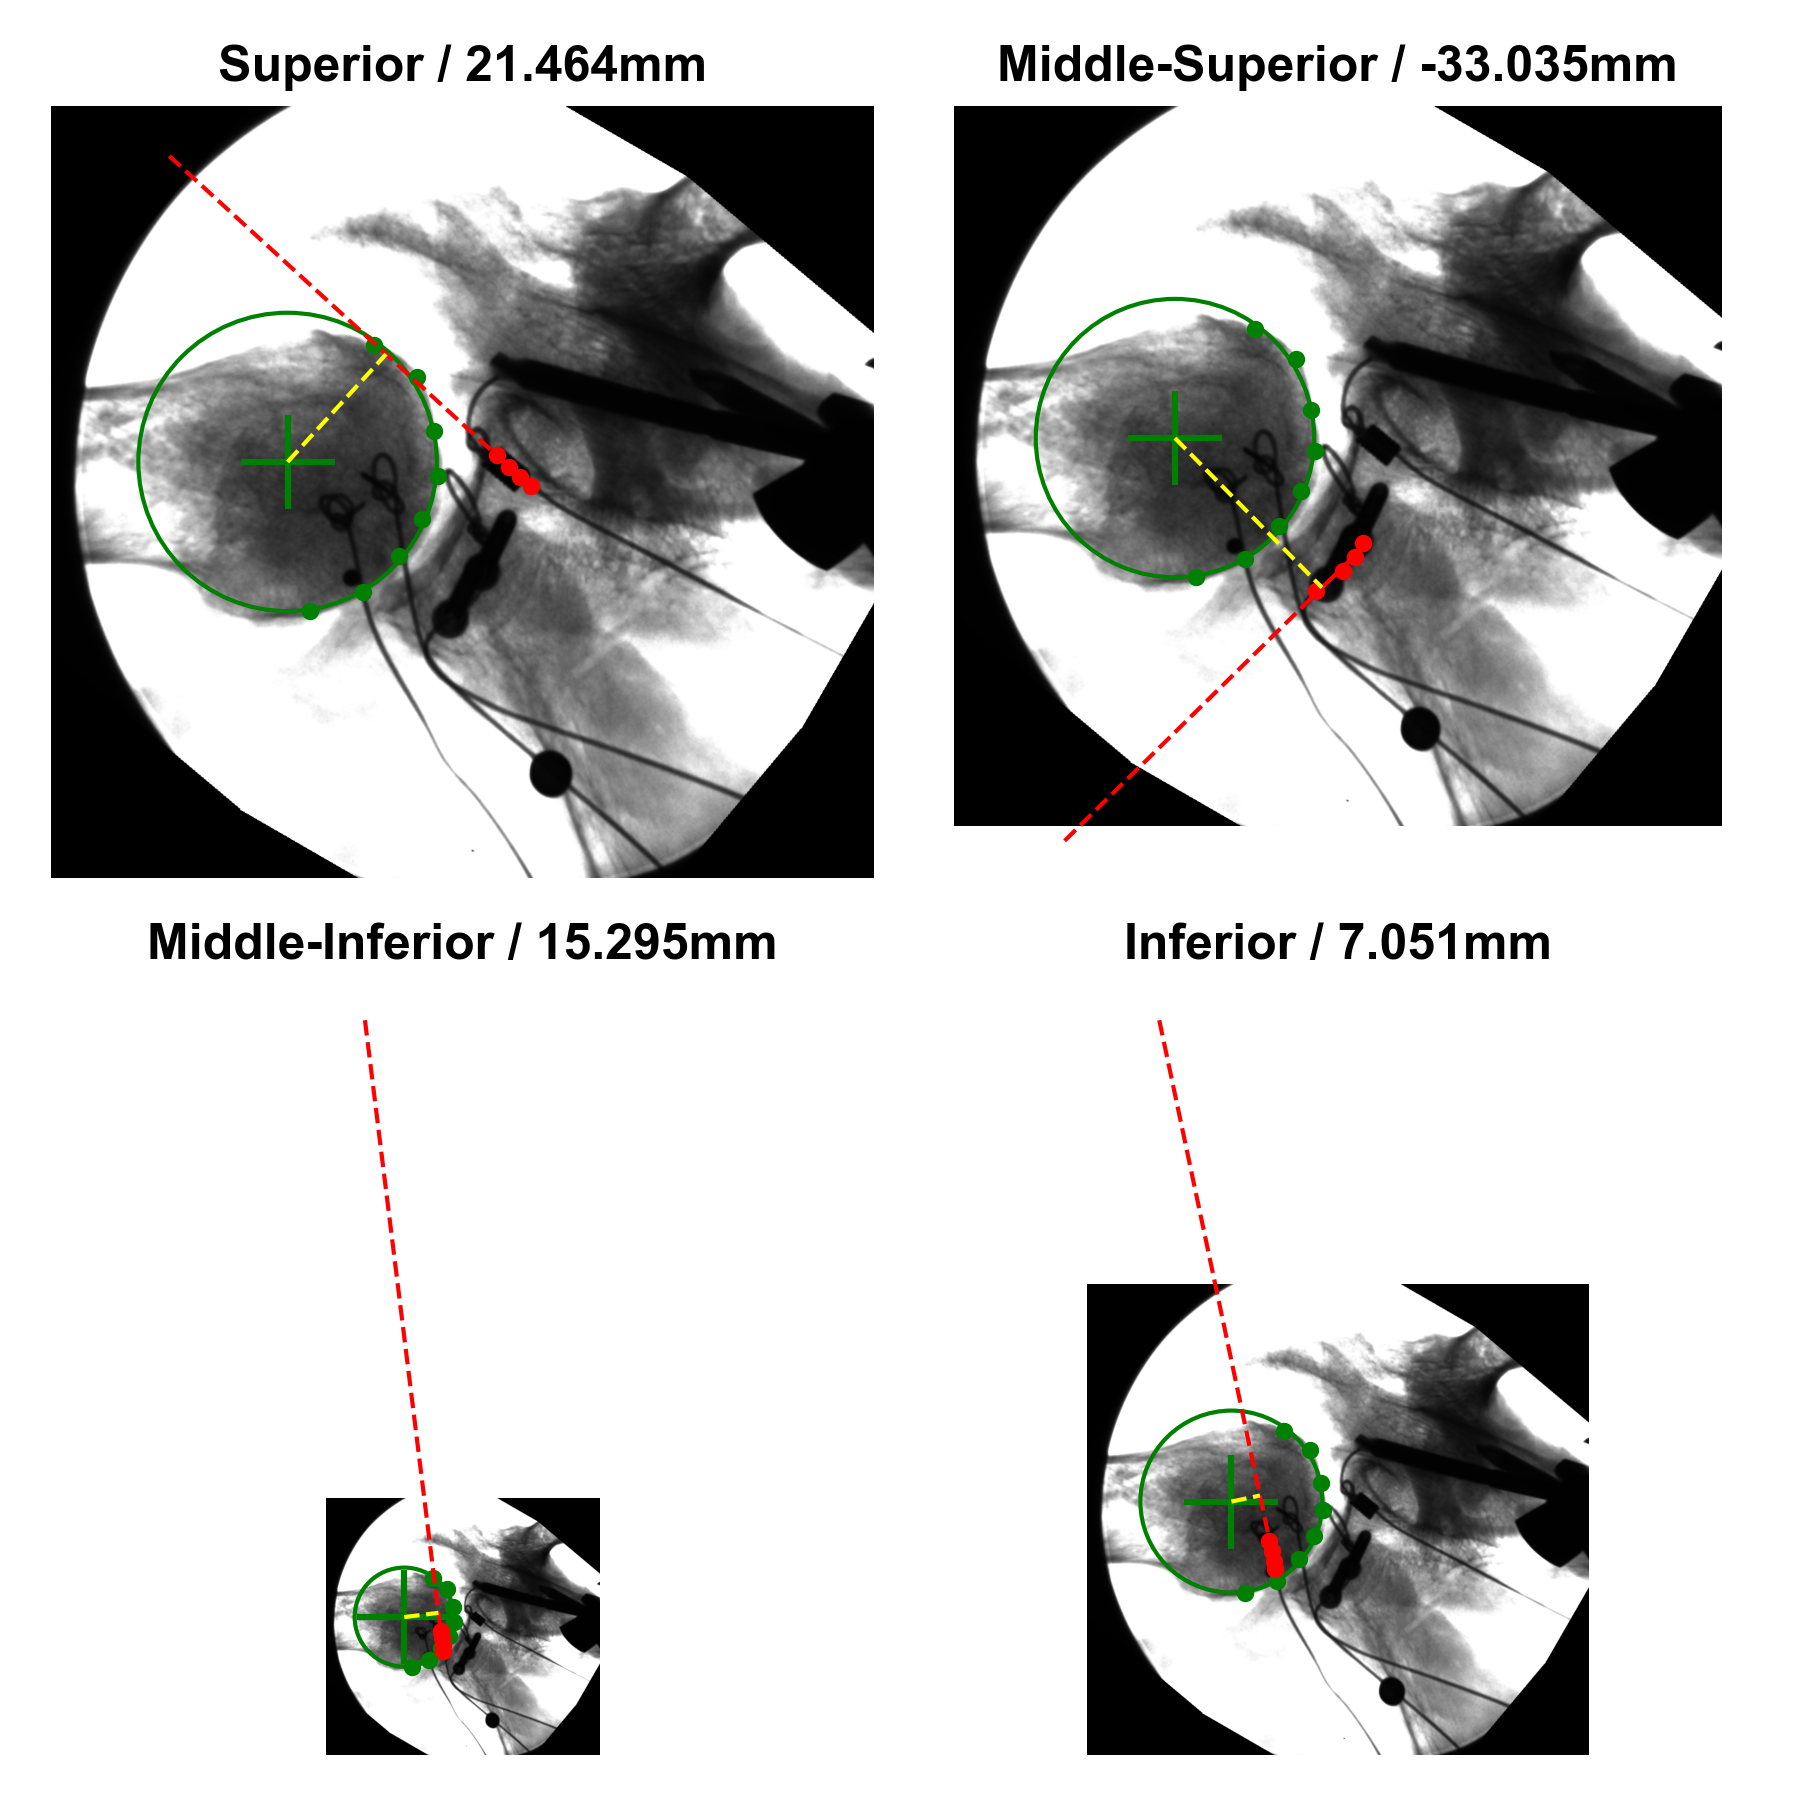 Superior / 21.464mm
Middle-Superior / -33.035mm
Middle-Inferior / 15.295mm
Inferior / 7.051mm